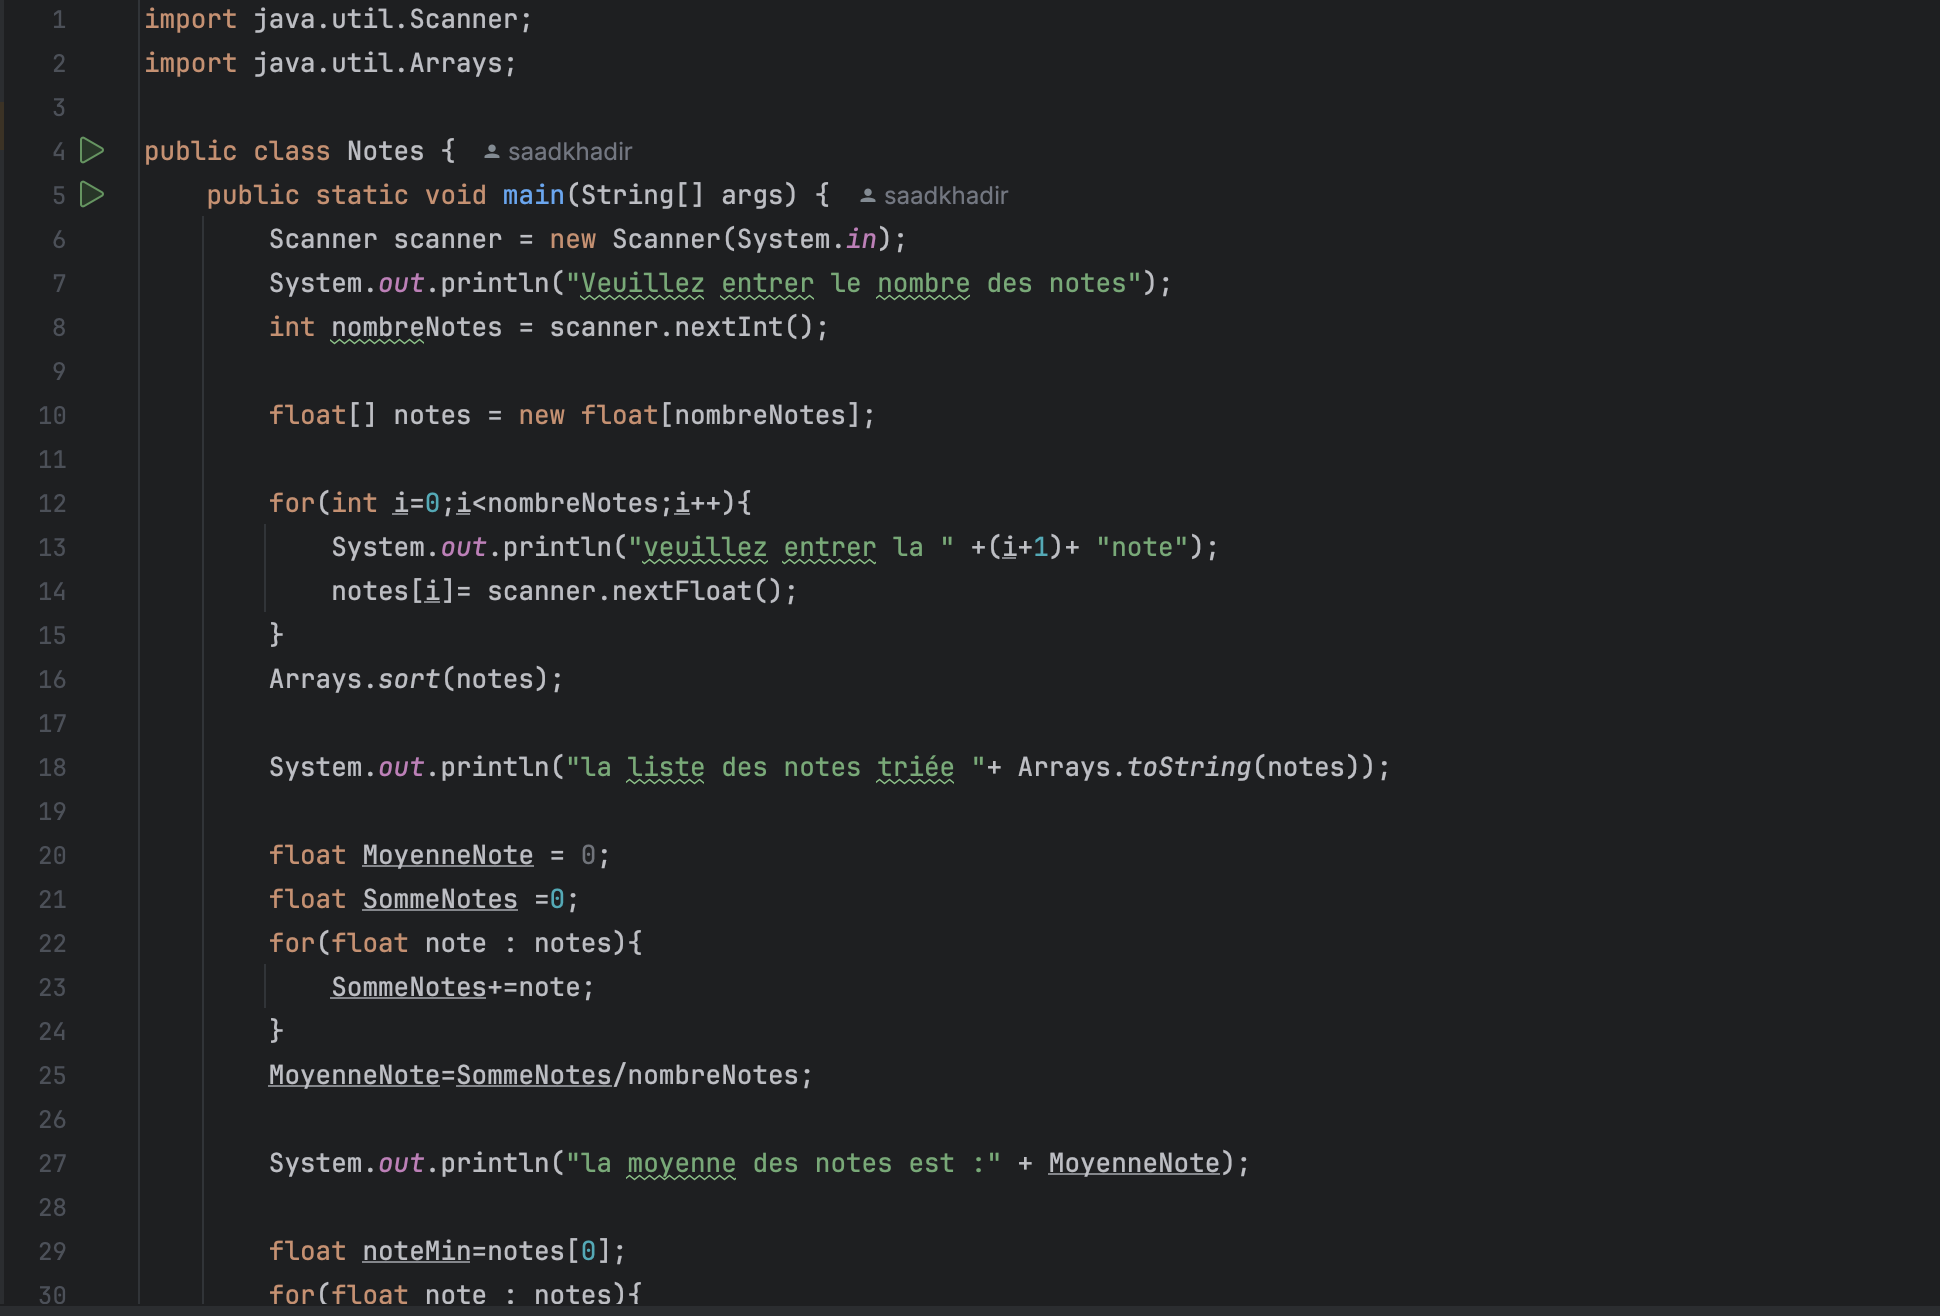 1 import java.util.Scanner;
2 import java.util.Arrays;
3
4 public class Notes { saadkhadir
5 public static void main(String[] args) { saadkhadir
6 Scanner scanner = new Scanner(System.in);
7 System.out.println("Veuillez entrer le nombre des notes");
8 int nombreNotes = scanner.nextInt();
9
10 float[] notes = new float[nombreNotes];
11
12 for(int i=0;i<nombreNotes;i++){
13 System.out.println("veuillez entrer la " +(i+1)+ "note");
14 notes[i]= scanner.nextFloat();
15 }
16 Arrays.sort(notes);
17
18 System.out.println("la liste des notes triée "+ Arrays.toString(notes));
19
20 float MoyenneNote = 0;
21 float SommeNotes =0;
22 for(float note : notes){
23 SommeNotes+=note;
24 }
25 MoyenneNote=SommeNotes/nombreNotes;
26
27 System.out.println("la moyenne des notes est :" + MoyenneNote);
28
29 float noteMin=notes[0];
30 for(float note : notes){